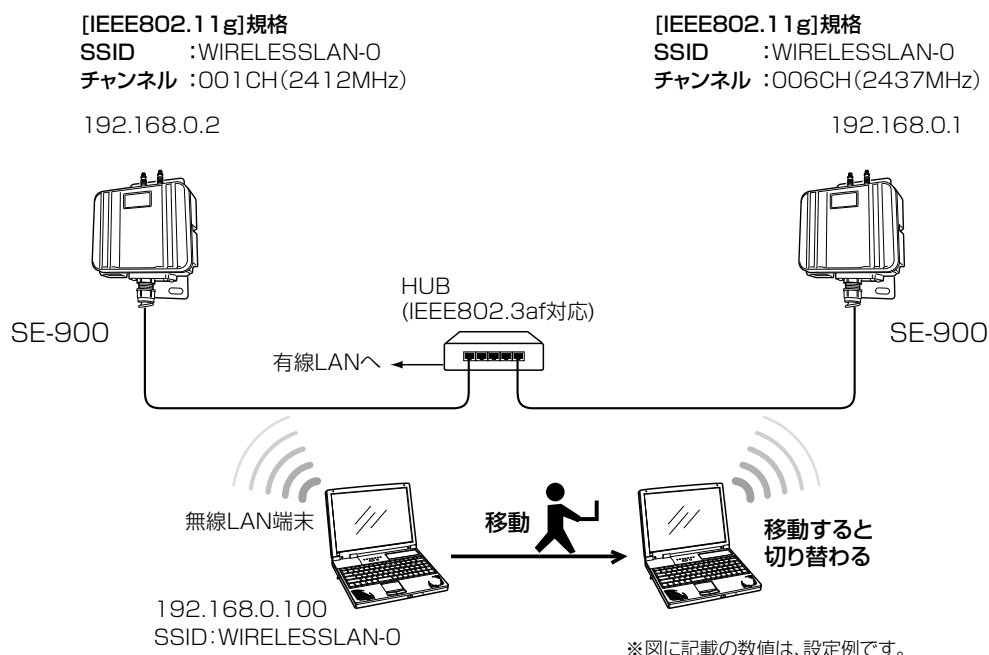 [IEEE802.11g]規格
SSID :WIRELESSLAN-0
チャンネル :001CH(2412MHz)
192.168.0.2
[IEEE802.11g]規格
SSID :WIRELESSLAN-0
チャンネル :006CH(2437MHz)
192.168.0.1
SE-900
HUB
(IEEE802.3af対応)
SE-900
有線LANへ
無線LAN端末
移動
移動すると
切り替わる
192.168.0.100
SSID:WIRELESSLAN-0
※図に記載の数値は、設定例です。